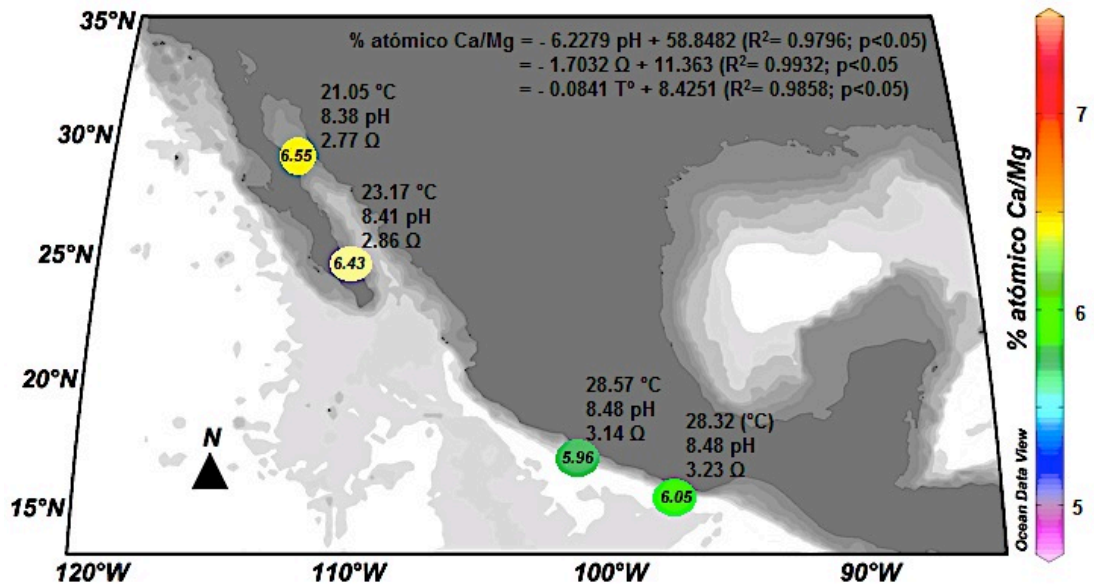 35°N
% atómico Ca/Mg = - 6.2279 pH + 58.8482 (R²= 0.9796; p<0.05)
= - 1.7032 Ω + 11.363 (R²= 0.9932; p<0.05
= - 0.0841 Tº + 8.4251 (R²= 0.9858; p<0.05)
21.05 °C
8.38 pH
2.77 Ω
30°N
6.55
23.17 °C
8.41 pH
2.86 Ω
25°N
6.43
20°N
28.57 °C
8.48 pH
3.14 Ω
28.32 (°C)
8.48 pH
3.23 Ω
N
5.96
6.05
15°N
120°W
110°W
100°W
90°W
Ocean Data View
% atómico Ca/Mg
7
6
5